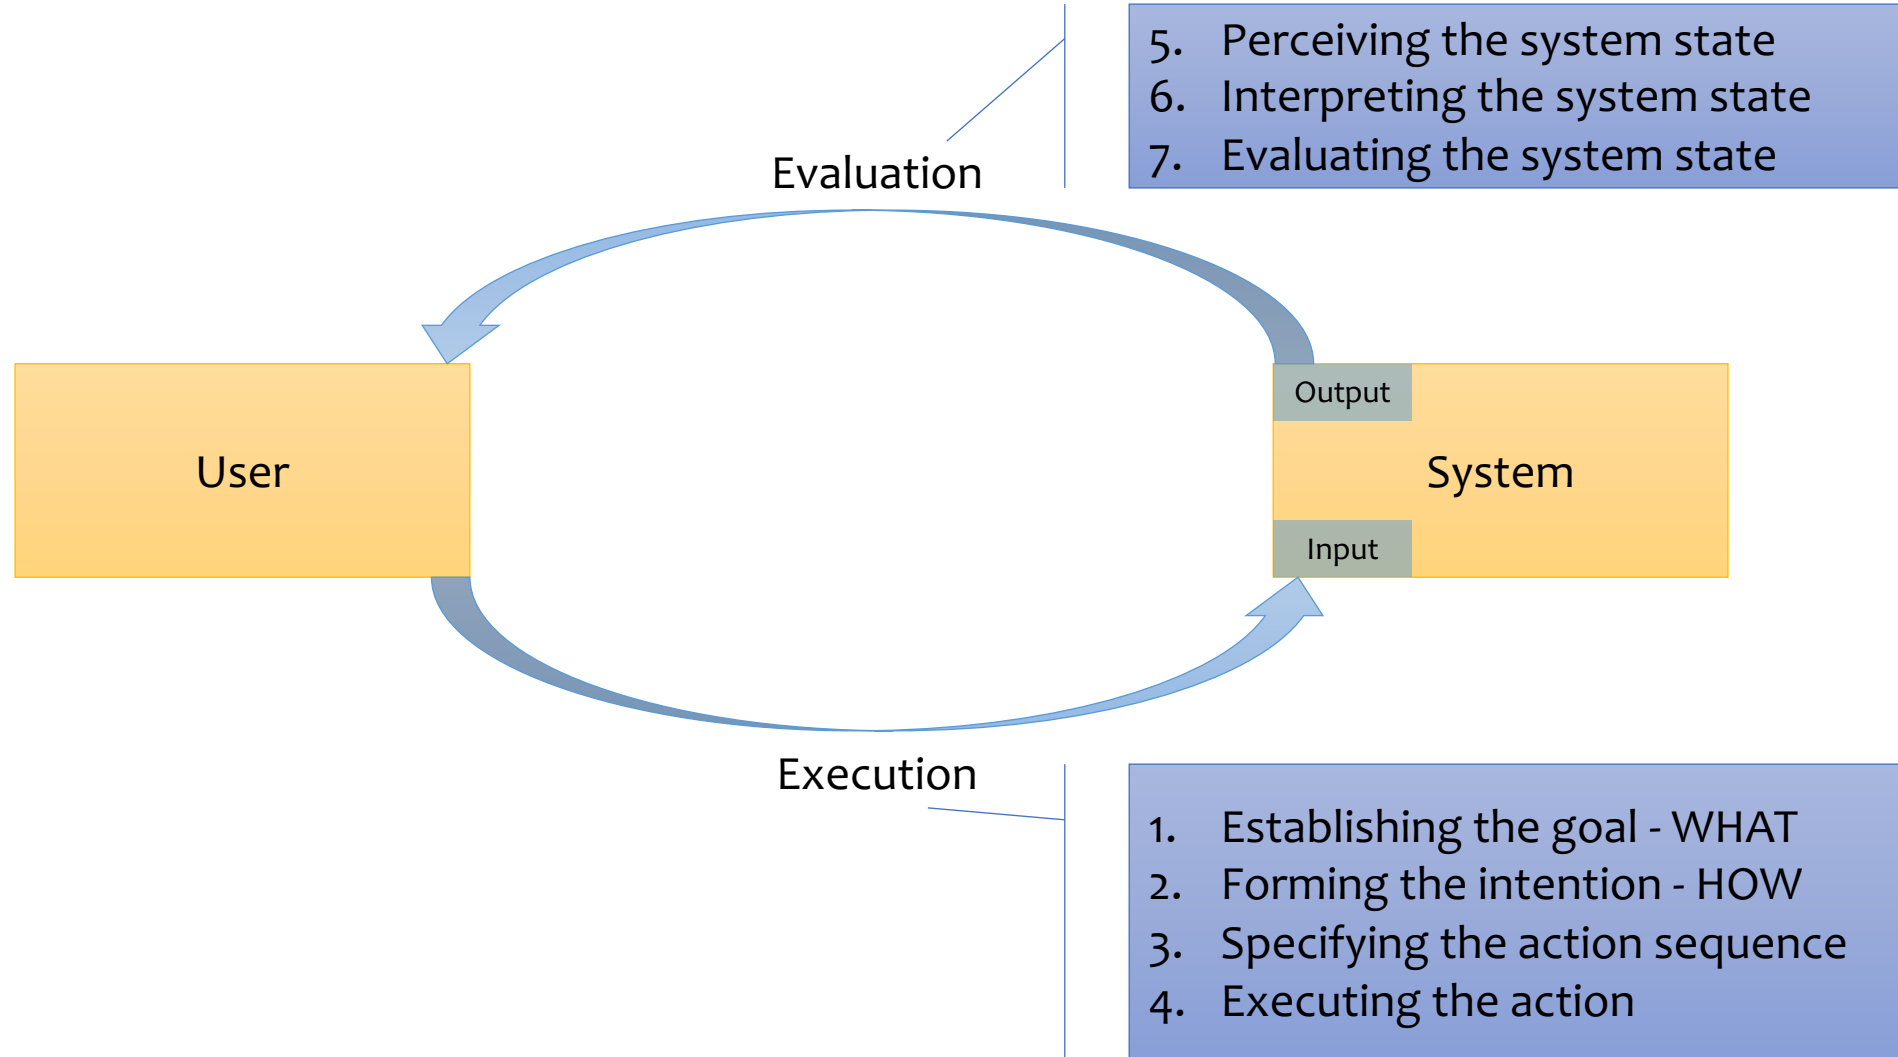 5. Perceiving the system state
6. Interpreting the system state
7. Evaluating the system state
Evaluation
Output
User
System
Input
Execution
1. Establishing the goal - WHAT
2. Forming the intention - HOW
3. Specifying the action sequence
4. Executing the action